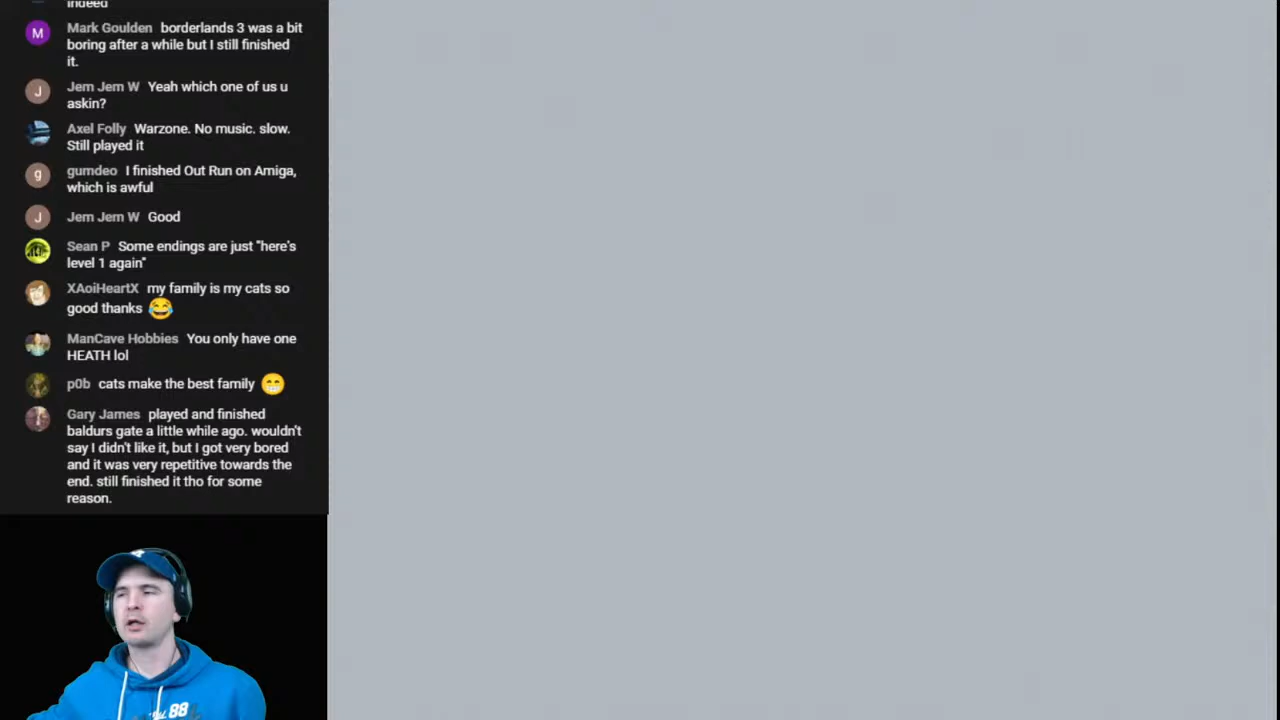 indeed
Mark Goulden borderlands 3 was a bit
boring after a while but I still finished
it.
Jem Jem W Yeah which one of us u
askin?
Axel Folly Warzone. No music. slow.
Still played it
gumdeo I finished Out Run on Amiga,
which is awful
Jem Jem W Good
Sean P Some endings are just "here's
level 1 again"
XAoiHeartX my family is my cats so
good thanks 😂
ManCave Hobbies You only have one
HEATH lol
p0b cats make the best family 😁
Gary James played and finished
baldurs gate a little while ago. wouldn't
say I didn't like it, but I got very bored
and it was very repetitive towards the
end. still finished it tho for some
reason.
M
J
g
J
88